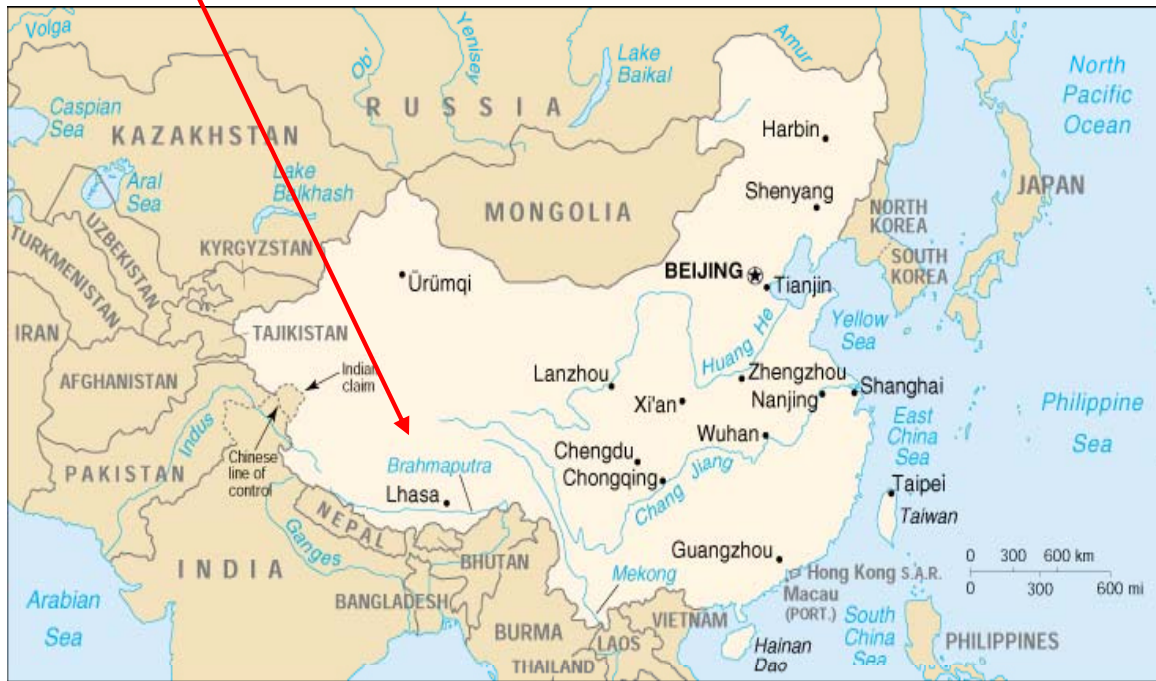 Volga
Ob'
Yenisey
Lake
Baikal
Amur
North
Pacific
Ocean
RUSSIA
Caspian
Sea
KAZAKHSTAN
Harbin
Aral
Sea
Lake
Balkhash
Shenyang
JAPAN
MONGOLIA
NORTH
KOREA
UZBEKISTAN
TURKMENISTAN
KYRGYZSTAN
SOUTH
KOREA
BEIJING
Ürümqi
Tianjin
IRAN
TAJIKISTAN
Yellow
Sea
Huang He
Indian
claim
AFGHANISTAN
Lanzhou
Zhengzhou
Shanghai
Xi'an
Nanjing
Philippine
Sea
East
China
Sea
Indus
Wuhan
Chinese
line of
control
PAKISTAN
Brahmaputra
Chengdu
Chongqing
Chang Jiang
Lhasa
Taipei
Taiwan
NEPAL
Ganges
BHUTAN
INDIA
Guangzhou
0 300 600 km
0 300 600 mi
Mekong
Hong Kong S.A.R.
Macau
(PORT.)
BANGLADESH
Arabian
Sea
VIETNAM
BURMA
LAOS
South
China
Sea
Hainan
Dao
PHILIPPINES
THAILAND